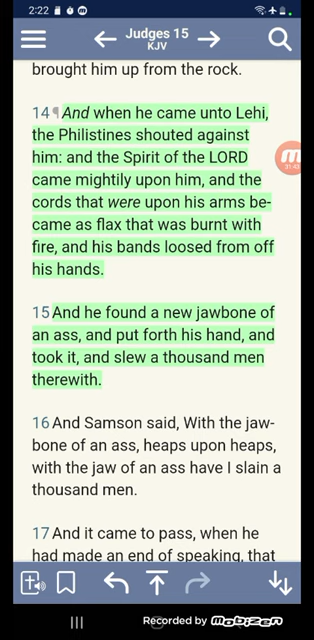 2:22
Judges 15
KJV
brought him up from the rock.
14 ¶ And when he came unto Lehi,
the Philistines shouted against
him: and the Spirit of the LORD
came mightily upon him, and the
cords that were upon his arms be-
came as flax that was burnt with
fire, and his bands loosed from off
his hands.
31:43
15 And he found a new jawbone of
an ass, and put forth his hand, and
took it, and slew a thousand men
therewith.
16 And Samson said, With the jaw-
bone of an ass, heaps upon heaps,
with the jaw of an ass have I slain a
thousand men.
17 And it came to pass, when he
had made an end of speaking, that
Recorded by mobizen